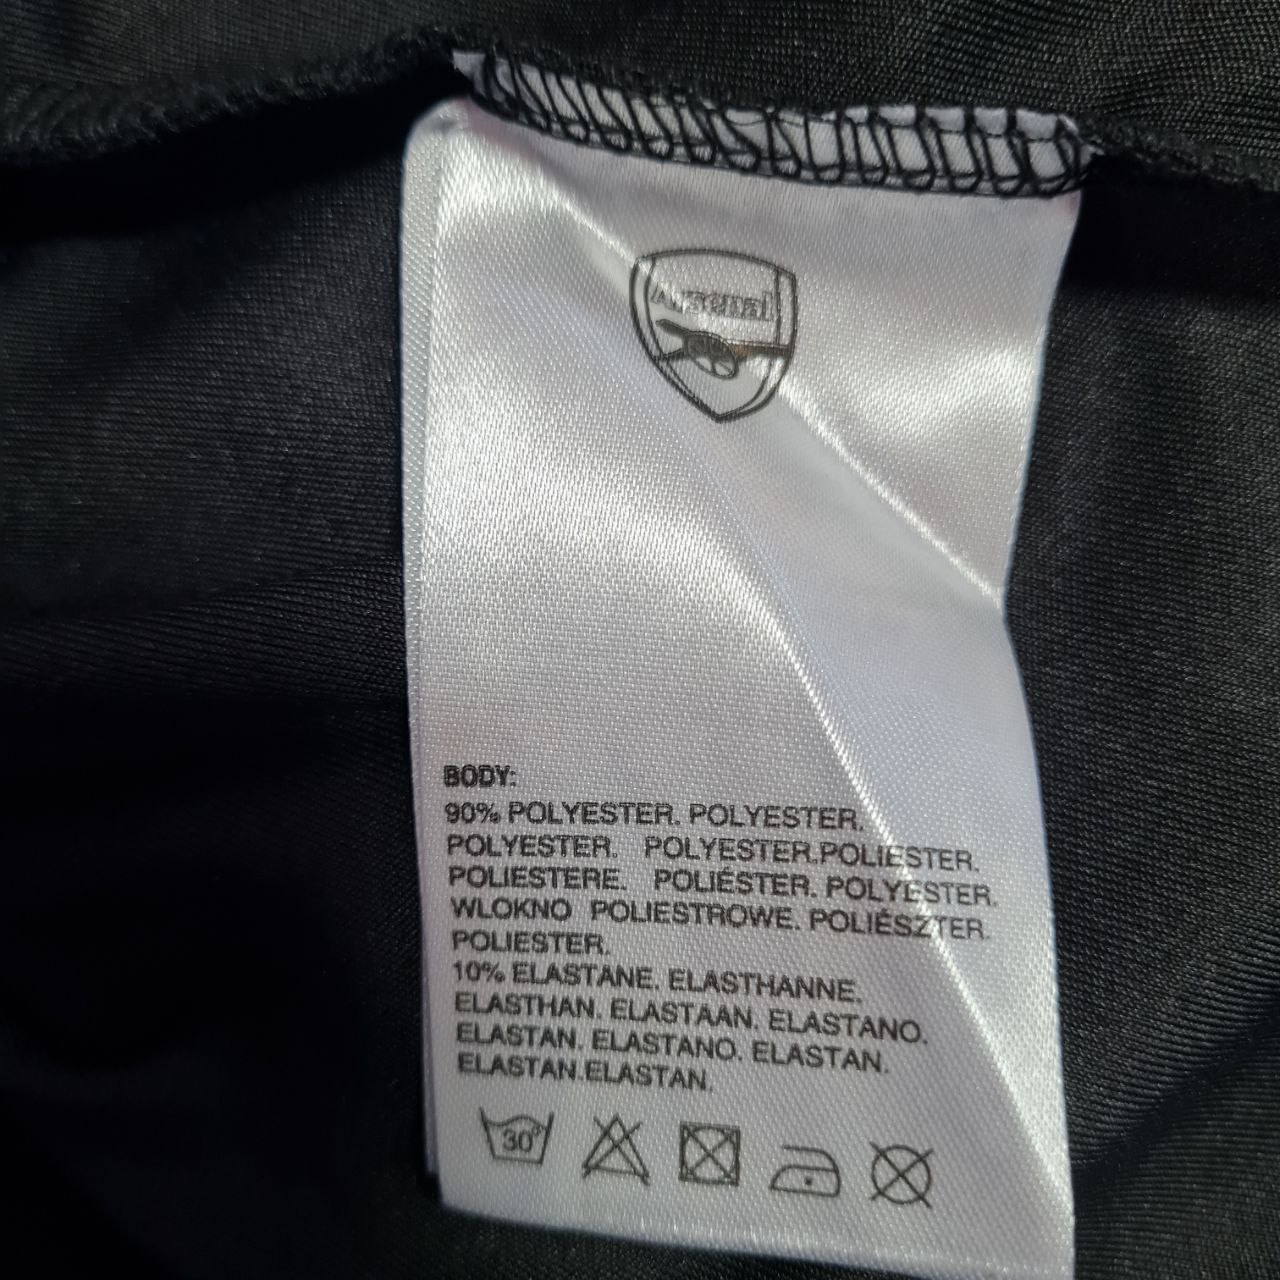 Arsenal
BODY:
90% POLYESTER. POLYESTER.
POLYESTER. POLYESTER.POLIESTER.
POLIESTERE. POLIÉSTER. POLYESTER.
WLOKNO POLIESTROWE. POLIÉSZTER.
POLIESTER.
10% ELASTANE. ELASTHANNE.
ELASTHAN. ELASTAAN. ELASTANO.
ELASTAN. ELASTANO. ELASTAN.
ELASTAN.ELASTAN.
30°